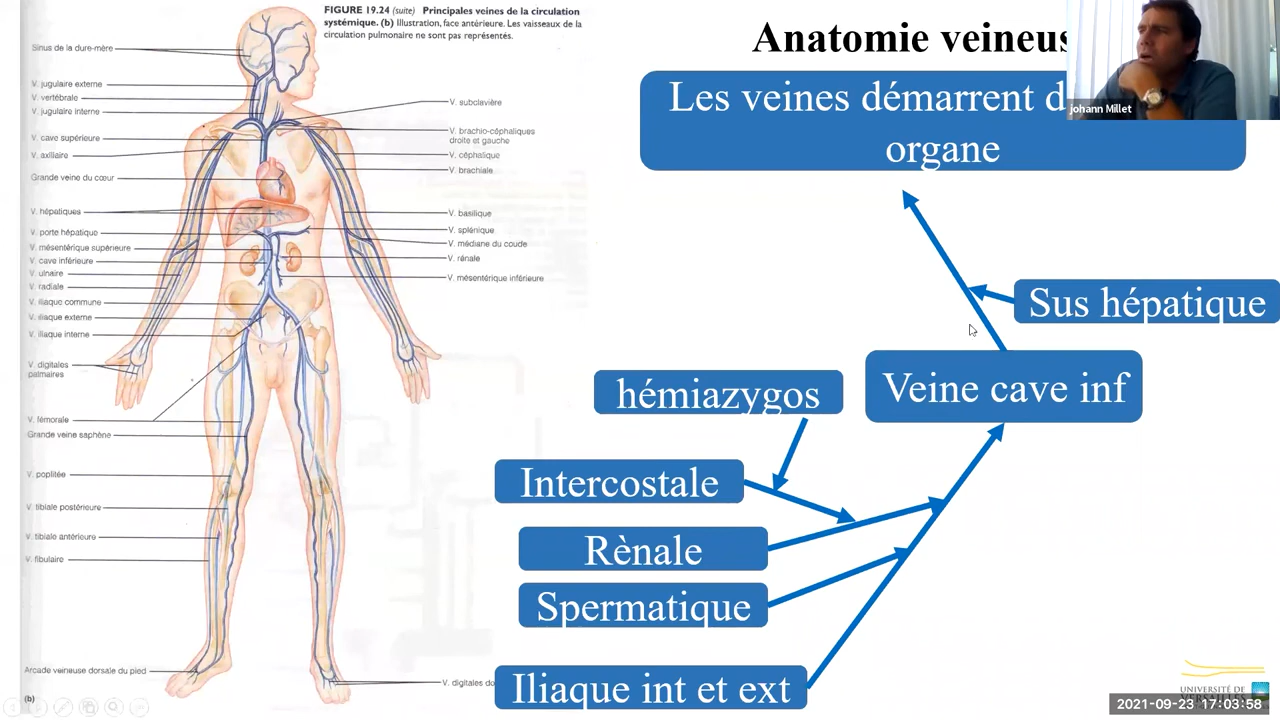 FIGURE 19.24 (suite) Principales veines de la circulation
systémique. (b) Illustration, face antérieure. Les vaisseaux de la
circulation pulmonaire ne sont pas représentés.
Sinus de la dure-mère
V. jugulaire externe
V. vertébrale
V. jugulaire interne
V. cave supérieure
V. axillaire
Grande veine du cœur
V. hépatiques
V. porte hépatique
V. mésentérique supérieure
V. cave inférieure
V. ulnaire
V. radiale
V. iliaque commune
V. iliaque externe
V. iliaque interne
V. digitales
palmaires
V. fémorale
Grande veine saphène
V. poplitée
V. tibiale postérieure
V. tibiale antérieure
V. fibulaire
Arcade veineuse dorsale du pied
(b)
V. subclavière
V. brachio-céphaliques
droite et gauche
V. céphalique
V. brachiale
V. basilique
V. splénique
V. médiane du coude
V. rénale
V. mésentérique inférieure
V. digitales do
Anatomie veineus
Les veines démarrent d
organe
johann Millet
Sus hépatique
Veine cave inf
hémiazygos
Intercostale
Rènale
Spermatique
Iliaque int et ext
UNIVERSITÉ DE
2021-09-23 17:03:58